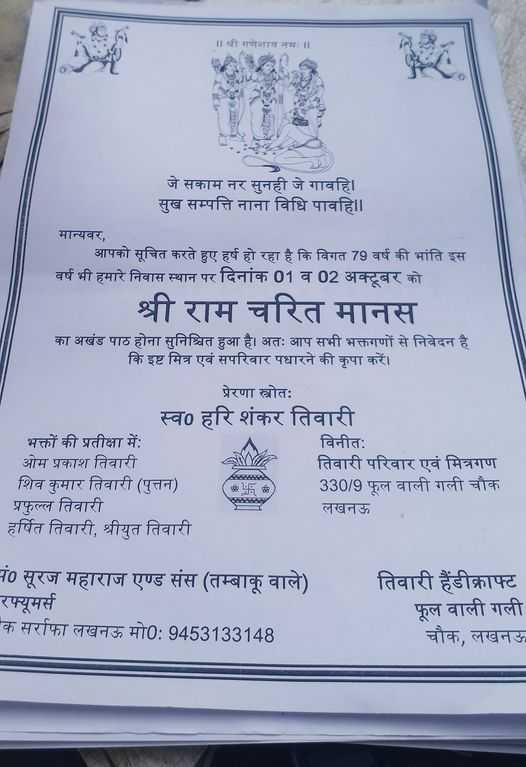 || श्री गणेशाय नमः ||
जे सकाम नर सुनही जे गावहि।
सुख सम्पत्ति नाना विधि पावहि॥
मान्यवर,
आपको सूचित करते हुए हर्ष हो रहा है कि विगत 79 वर्ष की भांति इस
वर्ष भी हमारे निवास स्थान पर दिनांक 01 व 02 अक्टूबर को
श्री राम चरित मानस
का अखंड पाठ होना सुनिश्चित हुआ है। अतः आप सभी भक्तगणों से निवेदन है
कि इष्ट मित्र एवं सपरिवार पधारने की कृपा करें।
प्रेरणा स्त्रोतः
स्व0 हरि शंकर तिवारी
भक्तों की प्रतीक्षा में:
ओम प्रकाश तिवारी
शिव कुमार तिवारी (पुत्तन)
प्रफुल्ल तिवारी
हर्षित तिवारी, श्रीयुत तिवारी
विनीत:
तिवारी परिवार एवं मित्रगण
330/9 फूल वाली गली चौक
लखनऊ
सूरज महाराज एण्ड संस (तम्बाकू वाले)
रफ्यूमर्स
क सर्राफा लखनऊ मो0: 9453133148
तिवारी हैंडीक्राफ्ट
फूल वाली गली
चौक, लखनऊ